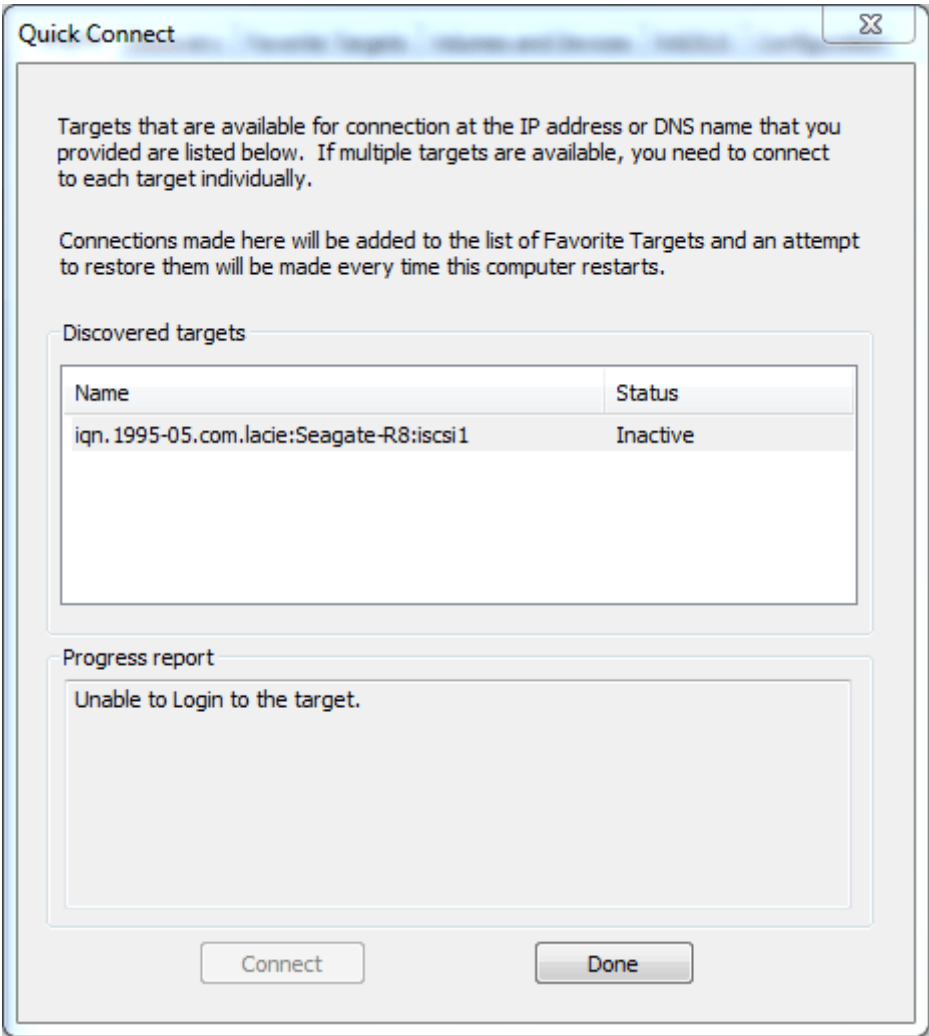 Quick Connect
Targets that are available for connection at the IP address or DNS name that you
provided are listed below.  If multiple targets are available, you need to connect
to each target individually.
Connections made here will be added to the list of Favorite Targets and an attempt
to restore them will be made every time this computer restarts.
Discovered targets
Name Status
iqn.1995-05.com.lacie:Seagate-R8:iscsi1 Inactive
Progress report
Unable to Login to the target.
Connect Done